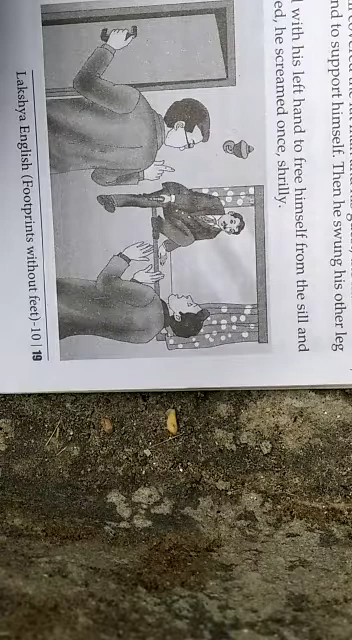 nd to support himself. Then he swung his other leg
with his left hand to free himself from the sill and
ed, he screamed once, shrilly.
Lakshya English (Footprints without feet)-10 | 19